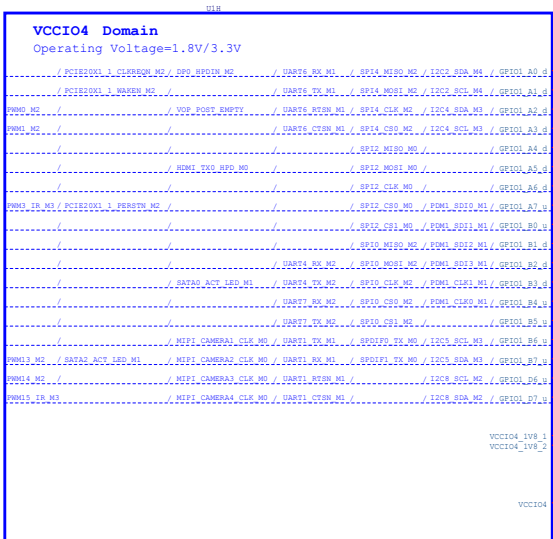 U1H
VCCIO4 Domain
Operating Voltage=1.8V/3.3V
/ PCIE20X1_1_CLKREQN_M2 / DP0_HPDIN_M2 / UART6_RX_M1 / SPI4_MISO_M2 / I2C2_SDA_M4 / GPIO1_A0_d
/ PCIE20X1_1_WAKEN_M2 / / UART6_TX_M1 / SPI4_MOSI_M2 / I2C2_SCL_M4 / GPIO1_A1_d
PWM0_M2 / / VOP_POST_EMPTY / UART6_RTSN_M1 / SPI4_CLK_M2 / I2C4_SDA_M3 / GPIO1_A2_d
PWM1_M2 / / / UART6_CTSN_M1 / SPI4_CS0_M2 / I2C4_SCL_M3 / GPIO1_A3_d
/ / / / SPI2_MISO_M0 / / GPIO1_A4_d
/ / HDMI_TX0_HPD_M0 / / SPI2_MOSI_M0 / / GPIO1_A5_d
/ / / / SPI2_CLK_M0 / / GPIO1_A6_d
PWM3_IR_M3 / PCIE20X1_1_PERSTN_M2 / / / SPI2_CS0_M0 / PDM1_SDI0_M1 / GPIO1_A7_u
/ / / / SPI2_CS1_M0 / PDM1_SDI1_M1 / GPIO1_B0_u
/ / / / SPI0_MISO_M2 / PDM1_SDI2_M1 / GPIO1_B1_d
/ / / UART4_RX_M2 / SPI0_MOSI_M2 / PDM1_SDI3_M1 / GPIO1_B2_d
/ / SATA0_ACT_LED_M1 / UART4_TX_M2 / SPI0_CLK_M2 / PDM1_CLK1_M1 / GPIO1_B3_d
/ / / UART7_RX_M2 / SPI0_CS0_M2 / PDM1_CLK0_M1 / GPIO1_B4_u
/ / / UART7_TX_M2 / SPI0_CS1_M2 / / GPIO1_B5_u
/ / MIPI_CAMERA1_CLK_M0 / UART1_TX_M1 / SPDIF0_TX_M0 / I2C5_SCL_M3 / GPIO1_B6_u
PWM13_M2 / SATA2_ACT_LED_M1 / MIPI_CAMERA2_CLK_M0 / UART1_RX_M1 / SPDIF1_TX_M0 / I2C5_SDA_M3 / GPIO1_B7_u
PWM14_M2 / / MIPI_CAMERA3_CLK_M0 / UART1_RTSN_M1 / / I2C8_SCL_M2 / GPIO1_D6_u
PWM15_IR_M3 / MIPI_CAMERA4_CLK_M0 / UART1_CTSN_M1 / / I2C8_SDA_M2 / GPIO1_D7_u
VCCIO4_1V8_1
VCCIO4_1V8_2
VCCIO4